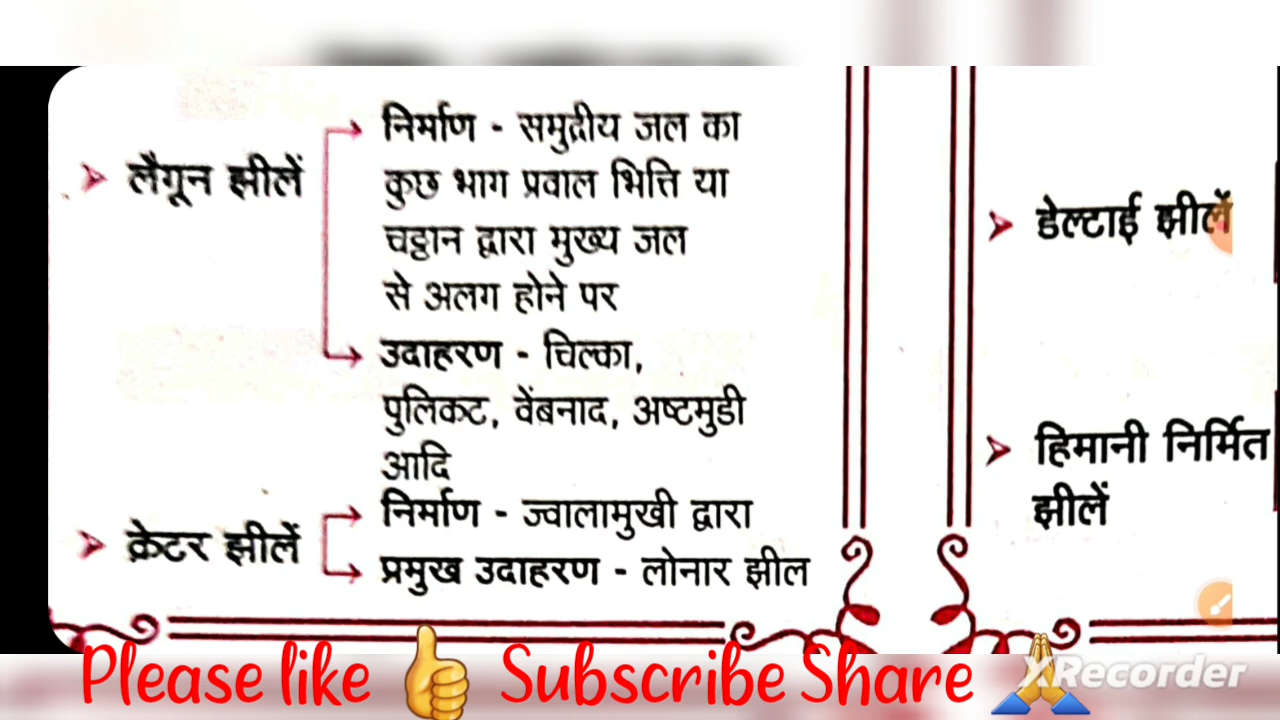 लैगून झीलें
निर्माण - समुद्रीय जल का
कुछ भाग प्रवाल भित्ति या
चट्टान द्वारा मुख्य जल
से अलग होने पर
उदाहरण - चिल्का,
पुलिकट, वेंबनाद, अष्टमुडी
आदि
क्रेटर झीलें
निर्माण - ज्वालामुखी द्वारा
प्रमुख उदाहरण - लोनार झील
डेल्टाई झीलें
हिमानी निर्मित
झीलें
Please like 👍 Subscribe Share 🙏
XRecorder